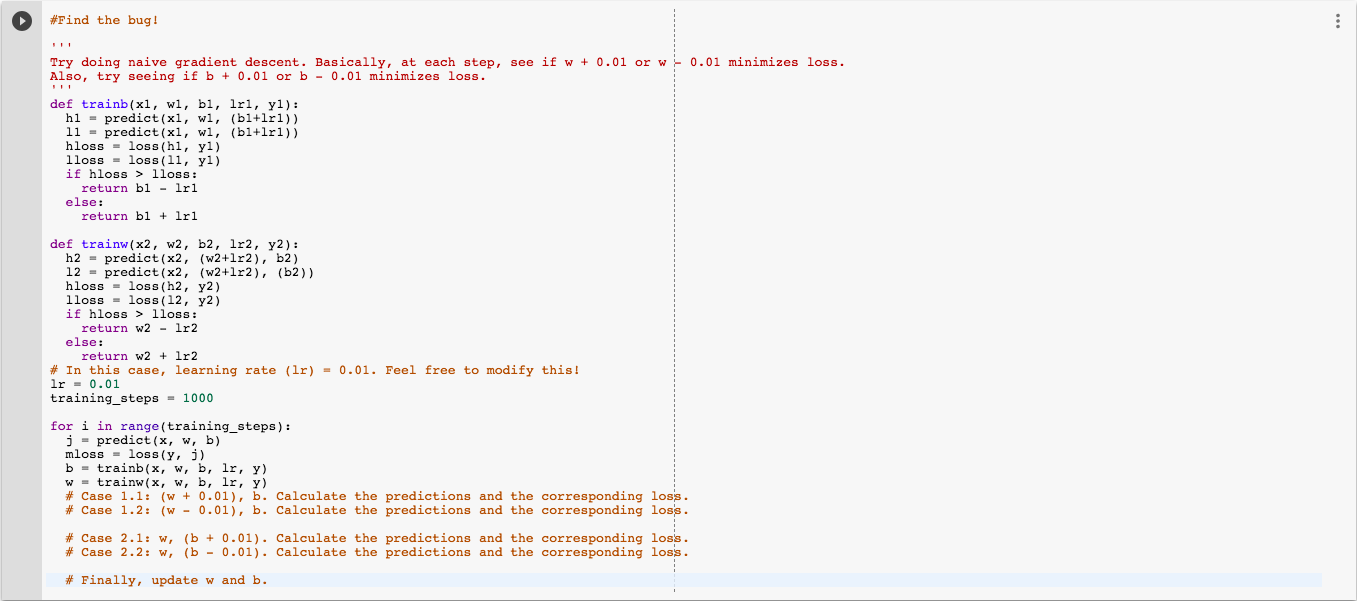 #Find the bug!
'''
Try doing naive gradient descent. Basically, at each step, see if w + 0.01 or w - 0.01 minimizes loss.
Also, try seeing if b + 0.01 or b - 0.01 minimizes loss.
'''
def trainb(x1, w1, b1, lr1, y1):
  h1 = predict(x1, w1, (b1+lr1))
  l1 = predict(x1, w1, (b1+lr1))
  hloss = loss(h1, y1)
  lloss = loss(l1, y1)
  if hloss > lloss:
    return b1 - lr1
  else:
    return b1 + lr1
def trainw(x2, w2, b2, lr2, y2):
  h2 = predict(x2, (w2+lr2), b2)
  l2 = predict(x2, (w2+lr2), (b2))
  hloss = loss(h2, y2)
  lloss = loss(l2, y2)
  if hloss > lloss:
    return w2 - lr2
  else:
    return w2 + lr2
# In this case, learning rate (lr) = 0.01. Feel free to modify this!
lr = 0.01
training_steps = 1000
for i in range(training_steps):
  j = predict(x, w, b)
  mloss = loss(y, j)
  b = trainb(x, w, b, lr, y)
  w = trainw(x, w, b, lr, y)
  # Case 1.1: (w + 0.01), b. Calculate the predictions and the corresponding loss.
  # Case 1.2: (w - 0.01), b. Calculate the predictions and the corresponding loss.
  # Case 2.1: w, (b + 0.01). Calculate the predictions and the corresponding loss.
  # Case 2.2: w, (b - 0.01). Calculate the predictions and the corresponding loss.
  # Finally, update w and b.